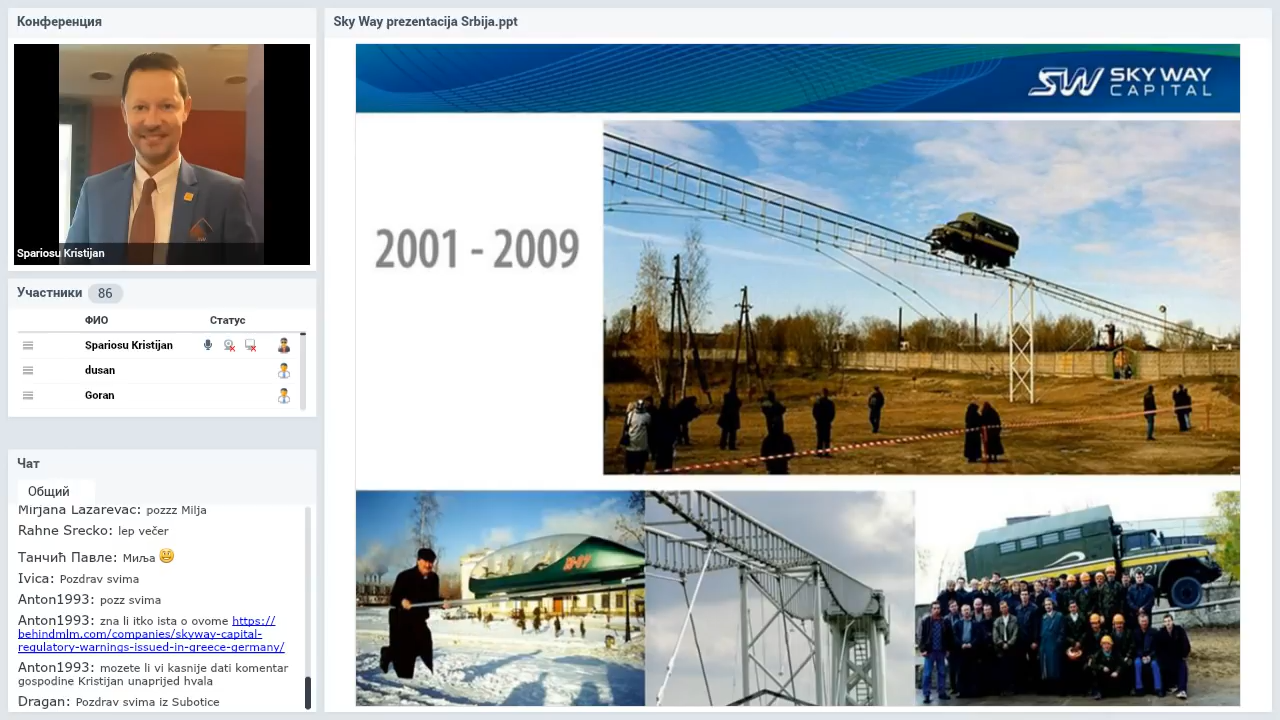 Конференция
Spariosu Kristijan
Участники 86
ФИО Статус
Spariosu Kristijan
dusan
Goran
Чат
Общий
Mirjana Lazarevac: pozzz Milja
Rahne Srecko: lep večer
Танчић Павле: Миља
Ivica: Pozdrav svima
Anton1993: pozz svima
Anton1993: zna li itko ista o ovome https://
behindmlm.com/companies/skyway-capital-
regulatory-warnings-issued-in-greece-germany/
Anton1993: mozete li vi kasnije dati komentar
gospodine Kristijan unaprijed hvala
Dragan: Pozdrav svima iz Subotice
Sky Way prezentacija Srbija.ppt
SW SKY WAY
CAPITAL
2001 - 2009